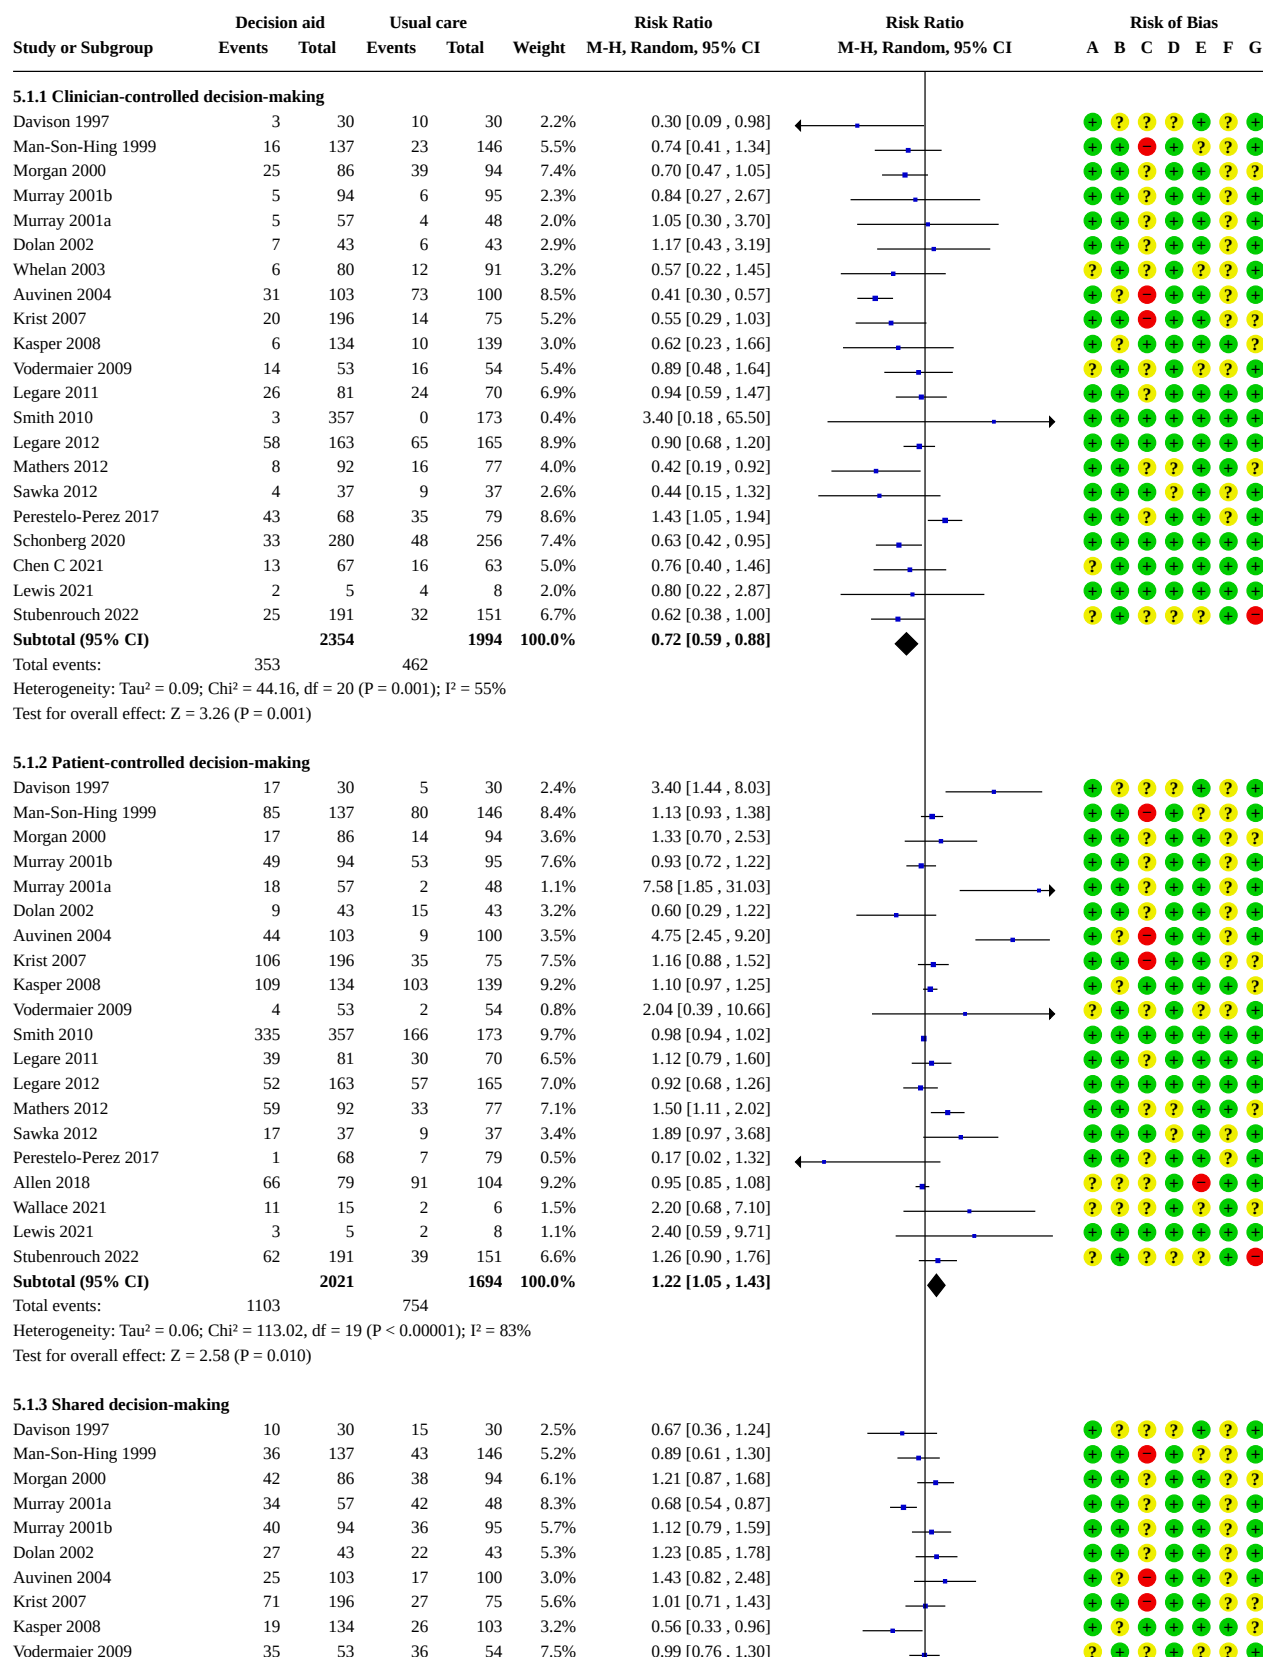 Decision aid Usual care Risk Ratio Risk Ratio Risk of Bias
Study or Subgroup Events Total Events Total Weight M-H, Random, 95% CI M-H, Random, 95% CI A B C D E F G
5.1.1 Clinician-controlled decision-making
Davison 1997 3 30 10 30 2.2% 0.30 [0.09 , 0.98] + ? ? ? + ? +
Man-Son-Hing 1999 16 137 23 146 5.5% 0.74 [0.41 , 1.34] + + − + ? ? +
Morgan 2000 25 86 39 94 7.4% 0.70 [0.47 , 1.05] + + ? + + ? ?
Murray 2001b 5 94 6 95 2.3% 0.84 [0.27 , 2.67] + + ? + + ? +
Murray 2001a 5 57 4 48 2.0% 1.05 [0.30 , 3.70] + + ? + + ? +
Dolan 2002 7 43 6 43 2.9% 1.17 [0.43 , 3.19] + + ? + + ? +
Whelan 2003 6 80 12 91 3.2% 0.57 [0.22 , 1.45] ? + ? + ? ? +
Auvinen 2004 31 103 73 100 8.5% 0.41 [0.30 , 0.57] + ? − + + ? +
Krist 2007 20 196 14 75 5.2% 0.55 [0.29 , 1.03] + + − + + ? ?
Kasper 2008 6 134 10 139 3.0% 0.62 [0.23 , 1.66] + ? + + + + ?
Vodermaier 2009 14 53 16 54 5.4% 0.89 [0.48 , 1.64] ? + ? + ? ? +
Legare 2011 26 81 24 70 6.9% 0.94 [0.59 , 1.47] + + ? + + + +
Smith 2010 3 357 0 173 0.4% 3.40 [0.18 , 65.50] + + + + + + +
Legare 2012 58 163 65 165 8.9% 0.90 [0.68 , 1.20] + + + + + + +
Mathers 2012 8 92 16 77 4.0% 0.42 [0.19 , 0.92] + + ? ? + + ?
Sawka 2012 4 37 9 37 2.6% 0.44 [0.15 , 1.32] + + + ? + ? +
Perestelo-Perez 2017 43 68 35 79 8.6% 1.43 [1.05 , 1.94] + + ? + + ? +
Schonberg 2020 33 280 48 256 7.4% 0.63 [0.42 , 0.95] + + + + + + +
Chen C 2021 13 67 16 63 5.0% 0.76 [0.40 , 1.46] ? + + + + + +
Lewis 2021 2 5 4 8 2.0% 0.80 [0.22 , 2.87] + + + + + + +
Stubenrouch 2022 25 191 32 151 6.7% 0.62 [0.38 , 1.00] ? + ? ? ? + −
Subtotal (95% CI) 2354 1994 100.0% 0.72 [0.59 , 0.88]
Total events: 353 462
Heterogeneity: Tau² = 0.09; Chi² = 44.16, df = 20 (P = 0.001); I² = 55%
Test for overall effect: Z = 3.26 (P = 0.001)
5.1.2 Patient-controlled decision-making
Davison 1997 17 30 5 30 2.4% 3.40 [1.44 , 8.03] + ? ? ? + ? +
Man-Son-Hing 1999 85 137 80 146 8.4% 1.13 [0.93 , 1.38] + + − + ? ? +
Morgan 2000 17 86 14 94 3.6% 1.33 [0.70 , 2.53] + + ? + + ? ?
Murray 2001b 49 94 53 95 7.6% 0.93 [0.72 , 1.22] + + ? + + ? +
Murray 2001a 18 57 2 48 1.1% 7.58 [1.85 , 31.03] + + ? + + ? +
Dolan 2002 9 43 15 43 3.2% 0.60 [0.29 , 1.22] + + ? + + ? +
Auvinen 2004 44 103 9 100 3.5% 4.75 [2.45 , 9.20] + ? − + + ? +
Krist 2007 106 196 35 75 7.5% 1.16 [0.88 , 1.52] + + − + + ? ?
Kasper 2008 109 134 103 139 9.2% 1.10 [0.97 , 1.25] + ? + + + + ?
Vodermaier 2009 4 53 2 54 0.8% 2.04 [0.39 , 10.66] ? + ? + ? ? +
Smith 2010 335 357 166 173 9.7% 0.98 [0.94 , 1.02] + + + + + + +
Legare 2011 39 81 30 70 6.5% 1.12 [0.79 , 1.60] + + ? + + + +
Legare 2012 52 163 57 165 7.0% 0.92 [0.68 , 1.26] + + + + + + +
Mathers 2012 59 92 33 77 7.1% 1.50 [1.11 , 2.02] + + ? ? + + ?
Sawka 2012 17 37 9 37 3.4% 1.89 [0.97 , 3.68] + + + ? + ? +
Perestelo-Perez 2017 1 68 7 79 0.5% 0.17 [0.02 , 1.32] + + ? + + ? +
Allen 2018 66 79 91 104 9.2% 0.95 [0.85 , 1.08] ? ? ? + − + +
Wallace 2021 11 15 2 6 1.5% 2.20 [0.68 , 7.10] ? ? ? + ? + ?
Lewis 2021 3 5 2 8 1.1% 2.40 [0.59 , 9.71] + + + + + + +
Stubenrouch 2022 62 191 39 151 6.6% 1.26 [0.90 , 1.76] ? + ? ? ? + −
Subtotal (95% CI) 2021 1694 100.0% 1.22 [1.05 , 1.43]
Total events: 1103 754
Heterogeneity: Tau² = 0.06; Chi² = 113.02, df = 19 (P < 0.00001); I² = 83%
Test for overall effect: Z = 2.58 (P = 0.010)
5.1.3 Shared decision-making
Davison 1997 10 30 15 30 2.5% 0.67 [0.36 , 1.24] + ? ? ? + ? +
Man-Son-Hing 1999 36 137 43 146 5.2% 0.89 [0.61 , 1.30] + + − + ? ? +
Morgan 2000 42 86 38 94 6.1% 1.21 [0.87 , 1.68] + + ? + + ? ?
Murray 2001a 34 57 42 48 8.3% 0.68 [0.54 , 0.87] + + ? + + ? +
Murray 2001b 40 94 36 95 5.7% 1.12 [0.79 , 1.59] + + ? + + ? +
Dolan 2002 27 43 22 43 5.3% 1.23 [0.85 , 1.78] + + ? + + ? +
Auvinen 2004 25 103 17 100 3.0% 1.43 [0.82 , 2.48] + ? − + + ? +
Krist 2007 71 196 27 75 5.6% 1.01 [0.71 , 1.43] + + − + + ? ?
Kasper 2008 19 134 26 103 3.2% 0.56 [0.33 , 0.96] + ? + + + + ?
Vodermaier 2009 35 53 36 54 7.5% 0.99 [0.76 , 1.30] ? + ? + ? ? +